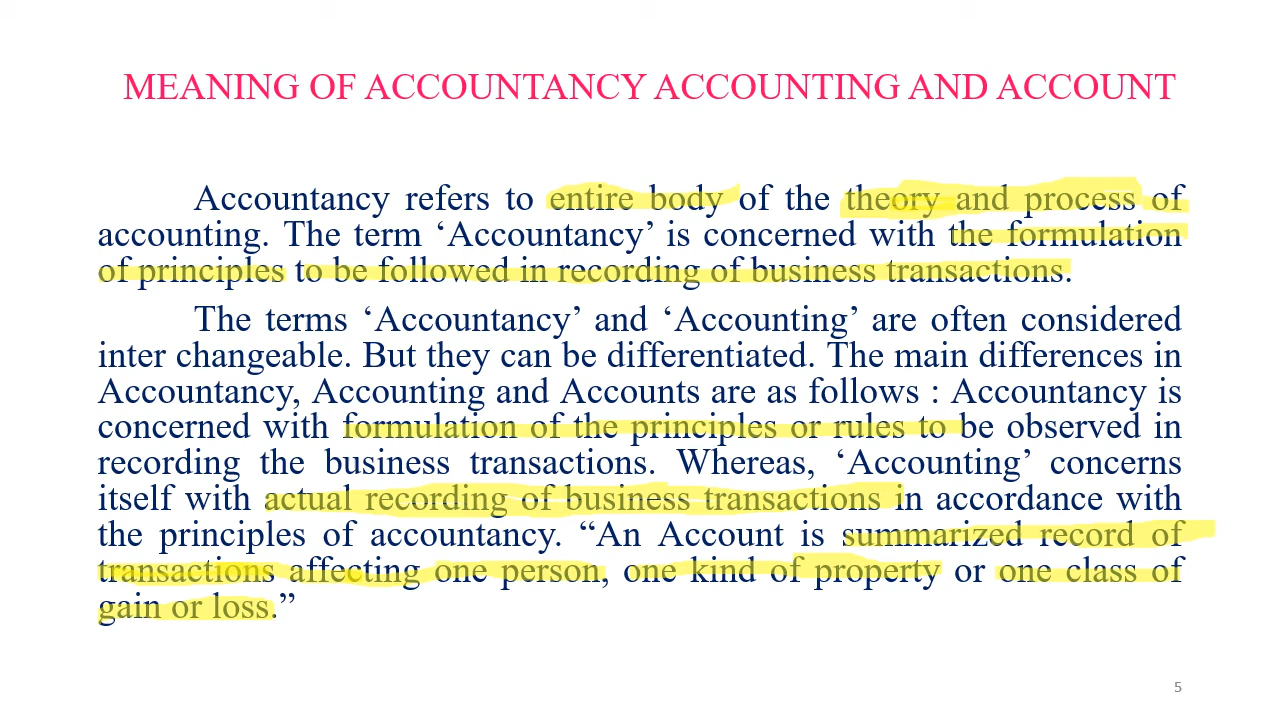 MEANING OF ACCOUNTANCY ACCOUNTING AND ACCOUNT
Accountancy refers to entire body of the theory and process of
accounting. The term ‘Accountancy’ is concerned with the formulation
of principles to be followed in recording of business transactions.
The terms ‘Accountancy’ and ‘Accounting’ are often considered
inter changeable. But they can be differentiated. The main differences in
Accountancy, Accounting and Accounts are as follows : Accountancy is
concerned with formulation of the principles or rules to be observed in
recording the business transactions. Whereas, ‘Accounting’ concerns
itself with actual recording of business transactions in accordance with
the principles of accountancy. “An Account is summarized record of
transactions affecting one person, one kind of property or one class of
gain or loss.”
5